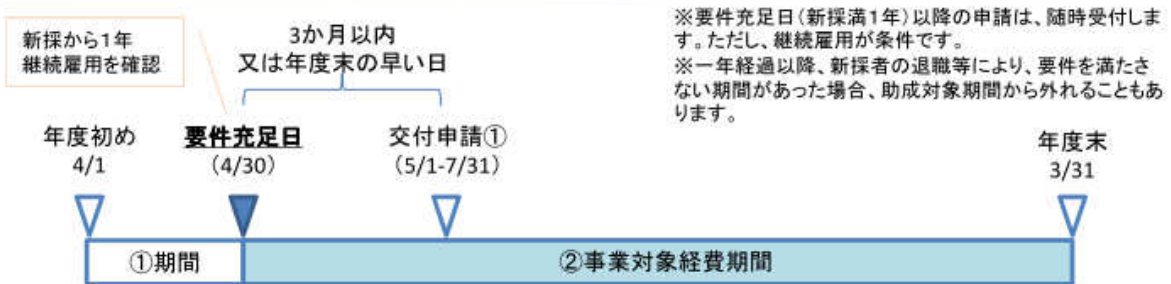 新採から1年
継続雇用を確認
3か月以内
又は年度末の早い日
※要件充足日(新採満1年)以降の申請は、随時受付しま
す。ただし、継続雇用が条件です。
※一年経過以降、新採者の退職等により、要件を満たさ
ない期間があった場合、助成対象期間から外れることもあ
ります。
年度初め
4/1
要件充足日
(4/30)
交付申請①
(5/1-7/31)
年度末
3/31
①期間
②事業対象経費期間